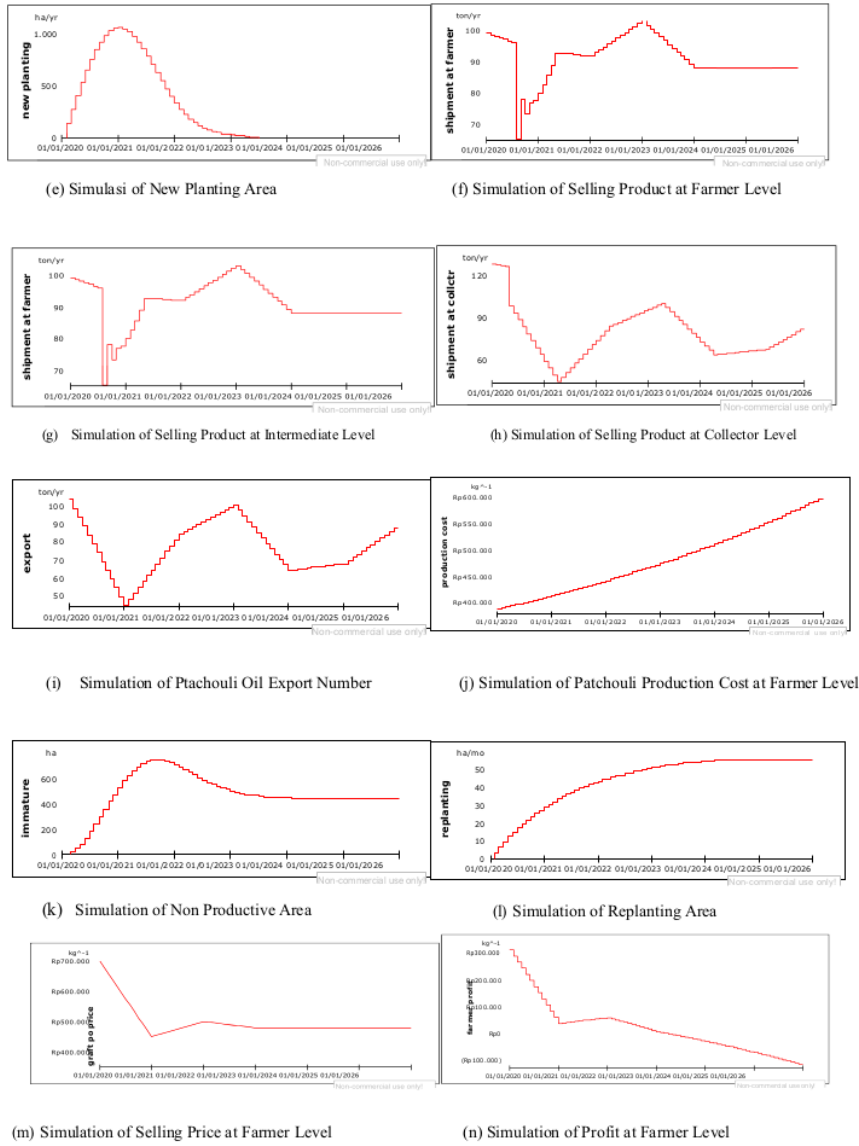 ha/yr
1.000
500
0
new planting
01/01/2020 01/01/2021 01/01/2022 01/01/2023 01/01/2024 01/01/2025 01/01/2026
Non-commercial use only!
(e) Simulasi of New Planting Area
ton/yr
100
90
80
70
shipment at farmer
01/01/2020 01/01/2021 01/01/2022 01/01/2023 01/01/2024 01/01/2025 01/01/2026
Non-commercial use only!
(f) Simulation of Selling Product at Farmer Level
ton/yr
100
90
80
70
shipment at farmer
01/01/2020 01/01/2021 01/01/2022 01/01/2023 01/01/2024 01/01/2025 01/01/2026
Non-commercial use only!
(g) Simulation of Selling Product at Intermediate Level
ton/yr
120
90
60
shipment at collctr
01/01/2020 01/01/2021 01/01/2022 01/01/2023 01/01/2024 01/01/2025 01/01/2026
Non-commercial use only!
(h) Simulation of Selling Product at Collector Level
ton/yr
100
90
80
70
60
50
export
01/01/2020 01/01/2021 01/01/2022 01/01/2023 01/01/2024 01/01/2025 01/01/2026
Non-commercial use only!
(i) Simulation of Ptachouli Oil Export Number
kg^-1
Rp600.000
Rp550.000
Rp500.000
Rp450.000
Rp400.000
production cost
01/01/2020 01/01/2021 01/01/2022 01/01/2023 01/01/2024 01/01/2025 01/01/2026
Non-commercial use only!
(j) Simulation of Patchouli Production Cost at Farmer Level
ha
600
400
200
0
immature
01/01/2020 01/01/2021 01/01/2022 01/01/2023 01/01/2024 01/01/2025 01/01/2026
Non-commercial use only!
(k) Simulation of Non Productive Area
ha/mo
50
40
30
20
10
0
replanting
01/01/2020 01/01/2021 01/01/2022 01/01/2023 01/01/2024 01/01/2025 01/01/2026
Non-commercial use only!
(l) Simulation of Replanting Area
kg^-1
Rp700.000
Rp600.000
Rp500.000
Rp400.000
graft po price
01/01/2020 01/01/2021 01/01/2022 01/01/2023 01/01/2024 01/01/2025 01/01/2026
Non-commercial use only!
(m) Simulation of Selling Price at Farmer Level
kg^-1
Rp300.000
Rp200.000
Rp100.000
Rp0
(Rp100.000)
farmer profit
01/01/2020 01/01/2021 01/01/2022 01/01/2023 01/01/2024 01/01/2025 01/01/2026
Non-commercial use only!
(n) Simulation of Profit at Farmer Level